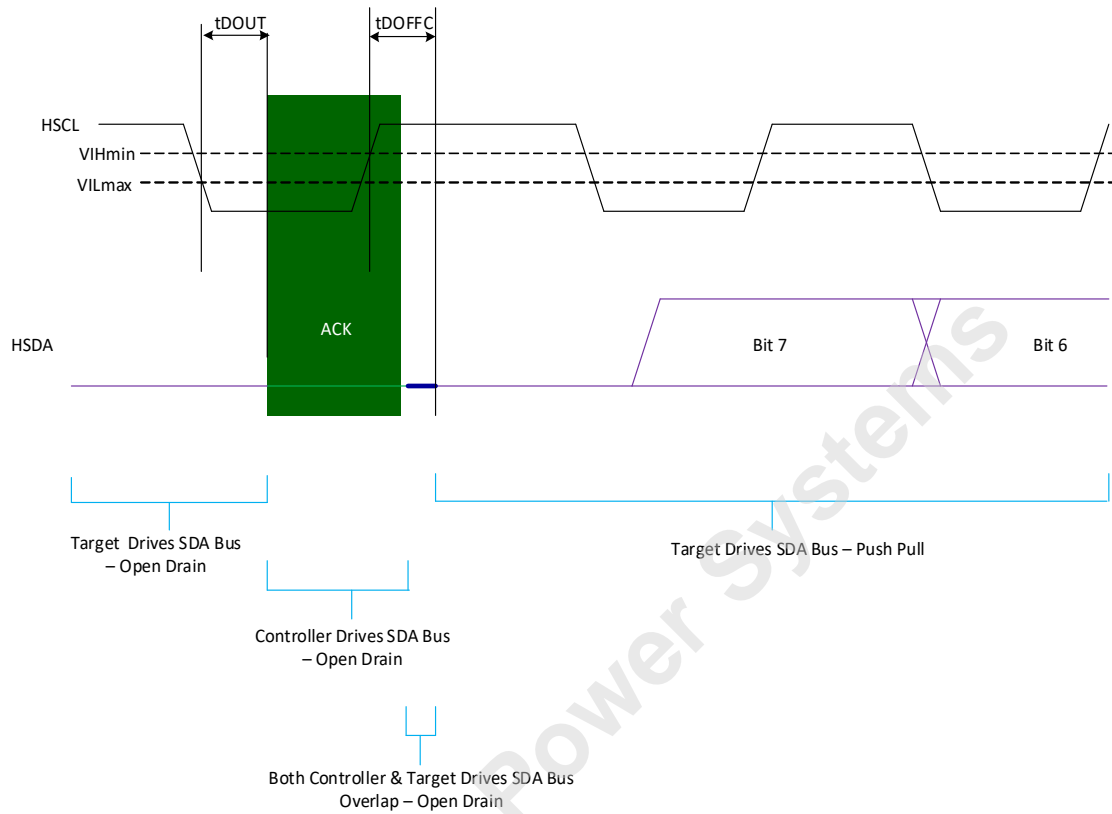 tDOUT
tDOFFC
HSCL
VIHmin
VILmax
ACK
HSDA
Bit 7
Bit 6
Target Drives SDA Bus
– Open Drain
Target Drives SDA Bus – Push Pull
Controller Drives SDA Bus
– Open Drain
Both Controller & Target Drives SDA Bus
Overlap – Open Drain
Power Systems